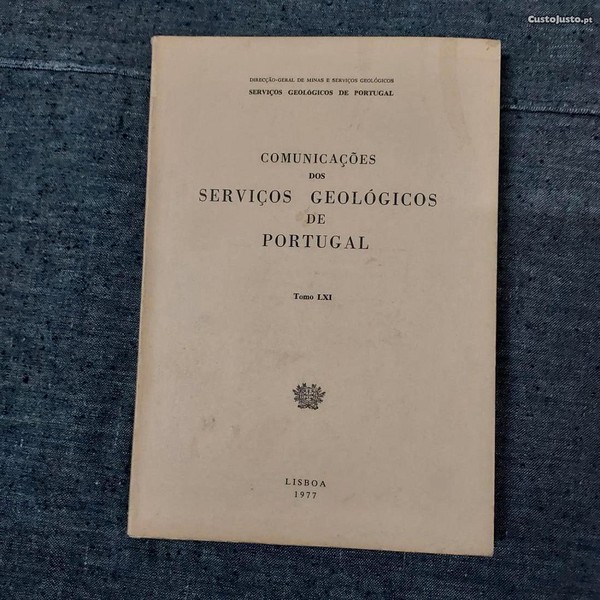 CustoJusto.pt
DIRECÇÃO-GERAL DE MINAS E SERVIÇOS GEOLÓGICOS
SERVIÇOS GEOLÓGICOS DE PORTUGAL
COMUNICAÇÕES
DOS
SERVIÇOS GEOLÓGICOS
DE
PORTUGAL
Tomo LXI
LISBOA
1977